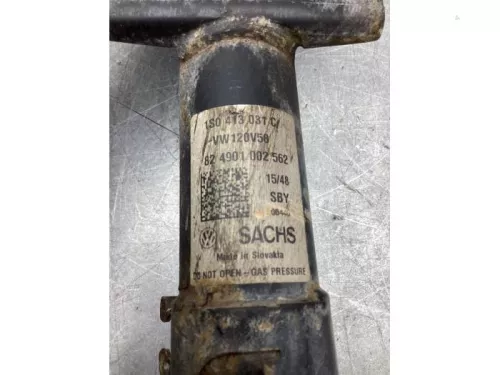 1S0 413 031 C
VW120V50
82 4901 002 562
15/48
SBY
SACHS
Made in Slovakia
DO NOT OPEN - GAS PRESSURE